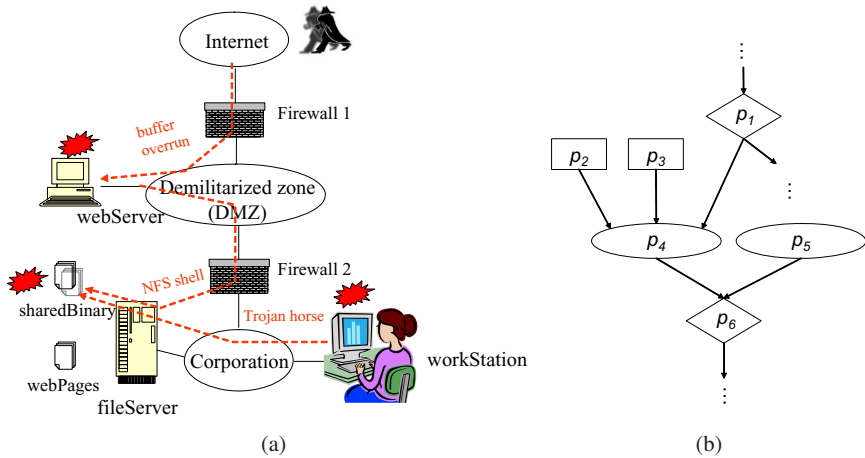 Internet
Firewall 1
buffer
overrun
Demilitarized zone
(DMZ)
webServer
Firewall 2
NFS shell
sharedBinary
Trojan horse
Corporation
workStation
webPages
fileServer
(a)
⋮
p1
p2
p3
⋮
p4
p5
p6
⋮
(b)